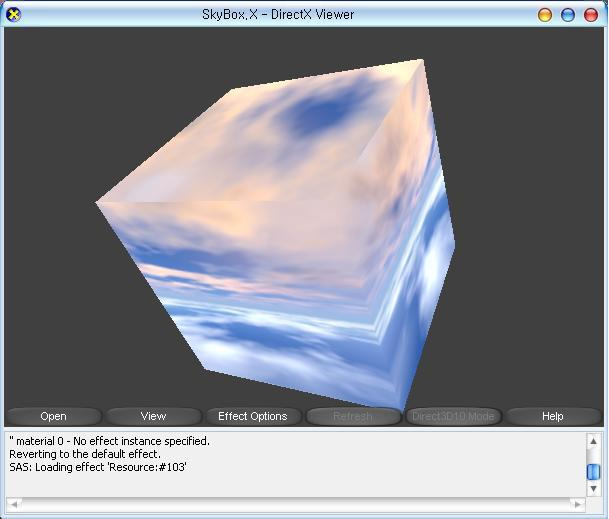 SkyBox.X - DirectX Viewer
Open View Effect Options Refresh Direct3D10 Mode Help
" material 0 - No effect instance specified.
Reverting to the default effect.
SAS: Loading effect 'Resource:#103'